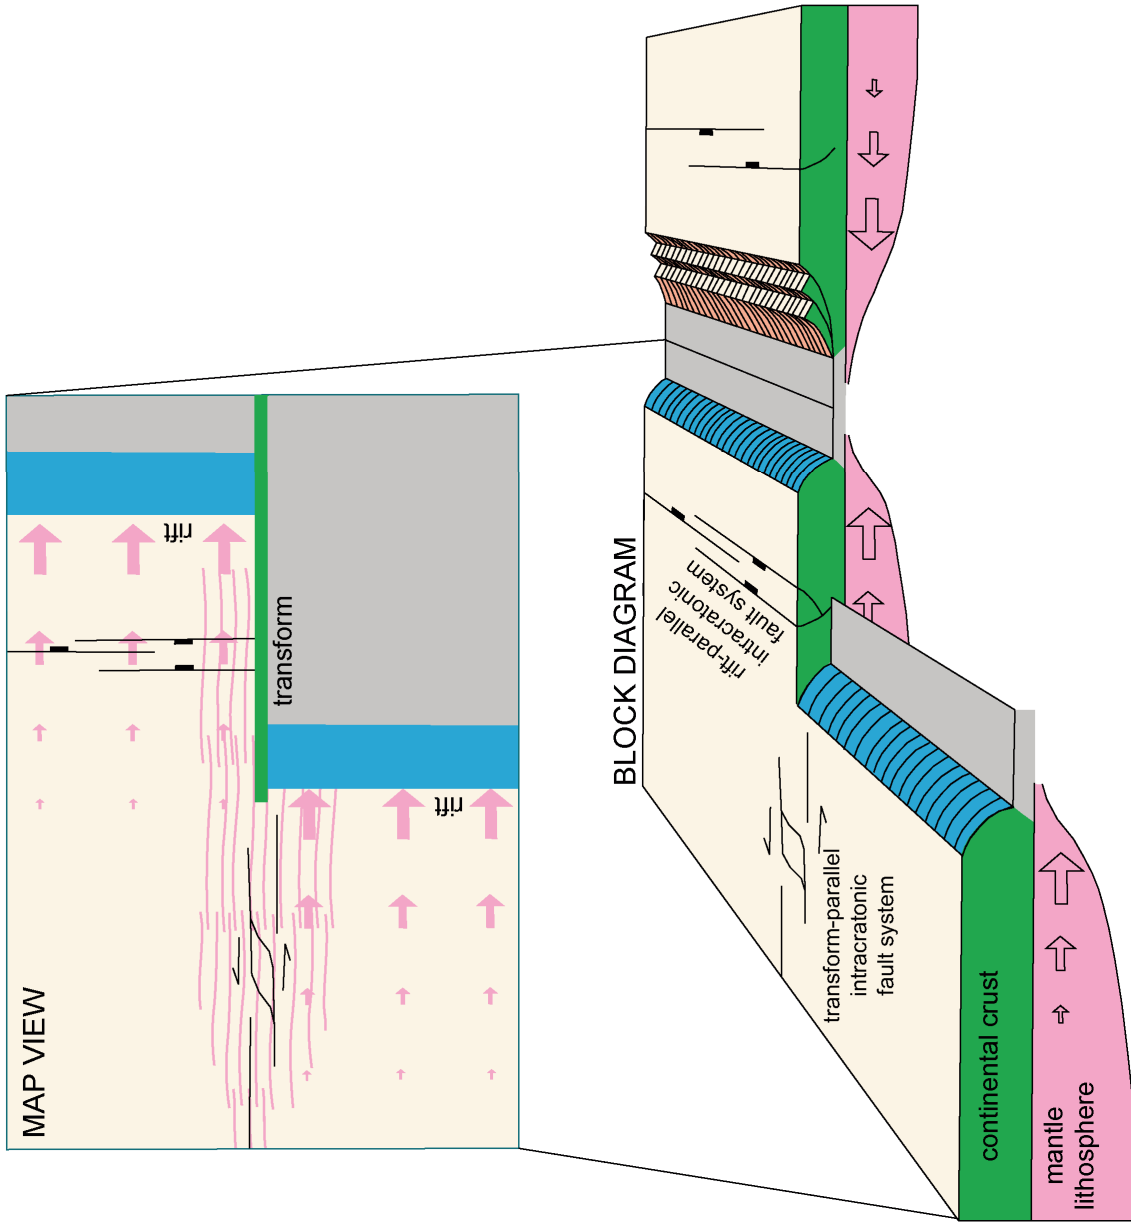 MAP VIEW
rift
transform
rift
BLOCK DIAGRAM
rift-parallel
intracratonic
fault system
transform-parallel
intracratonic
fault system
continental crust
mantle
lithosphere